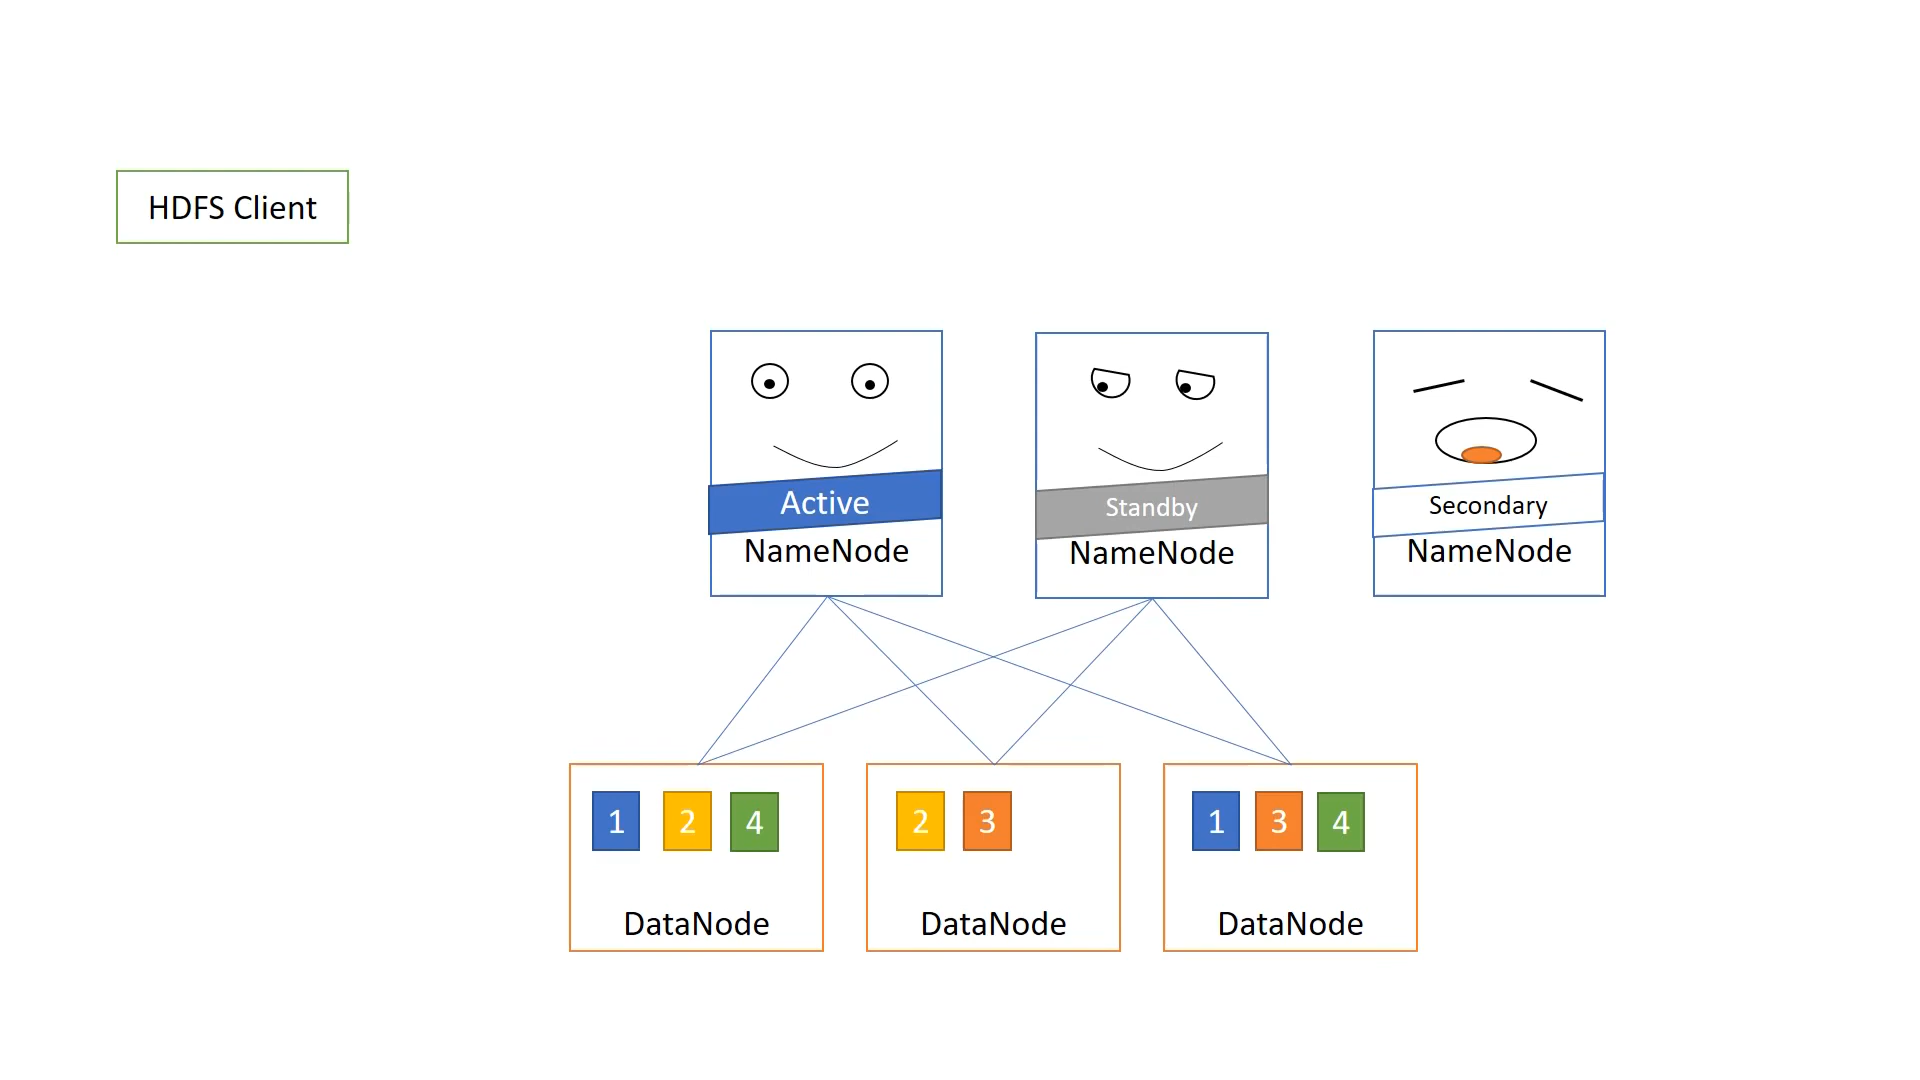 HDFS Client
Active
NameNode
Standby
NameNode
Secondary
NameNode
1 2 4
DataNode
2 3
DataNode
1 3 4
DataNode